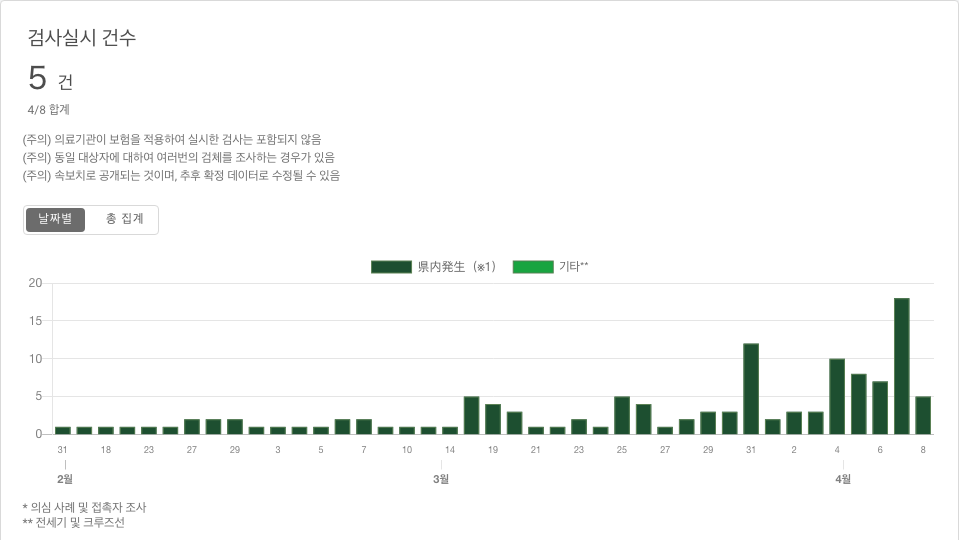 검사실시 건수
5 건
4/8 합계
(주의) 의료기관이 보험을 적용하여 실시한 검사는 포함되지 않음
(주의) 동일 대상자에 대하여 여러번의 검체를 조사하는 경우가 있음
(주의) 속보치로 공개되는 것이며, 추후 확정 데이터로 수정될 수 있음
날짜별 총 집계
県内発生（※1） 기타**
20
15
10
5
0
31 18 23 27 29 3 5 7 10 14 19 21 23 25 27 29 31 2 4 6 8
2월 3월 4월
* 의심 사례 및 접촉자 조사
** 전세기 및 크루즈선